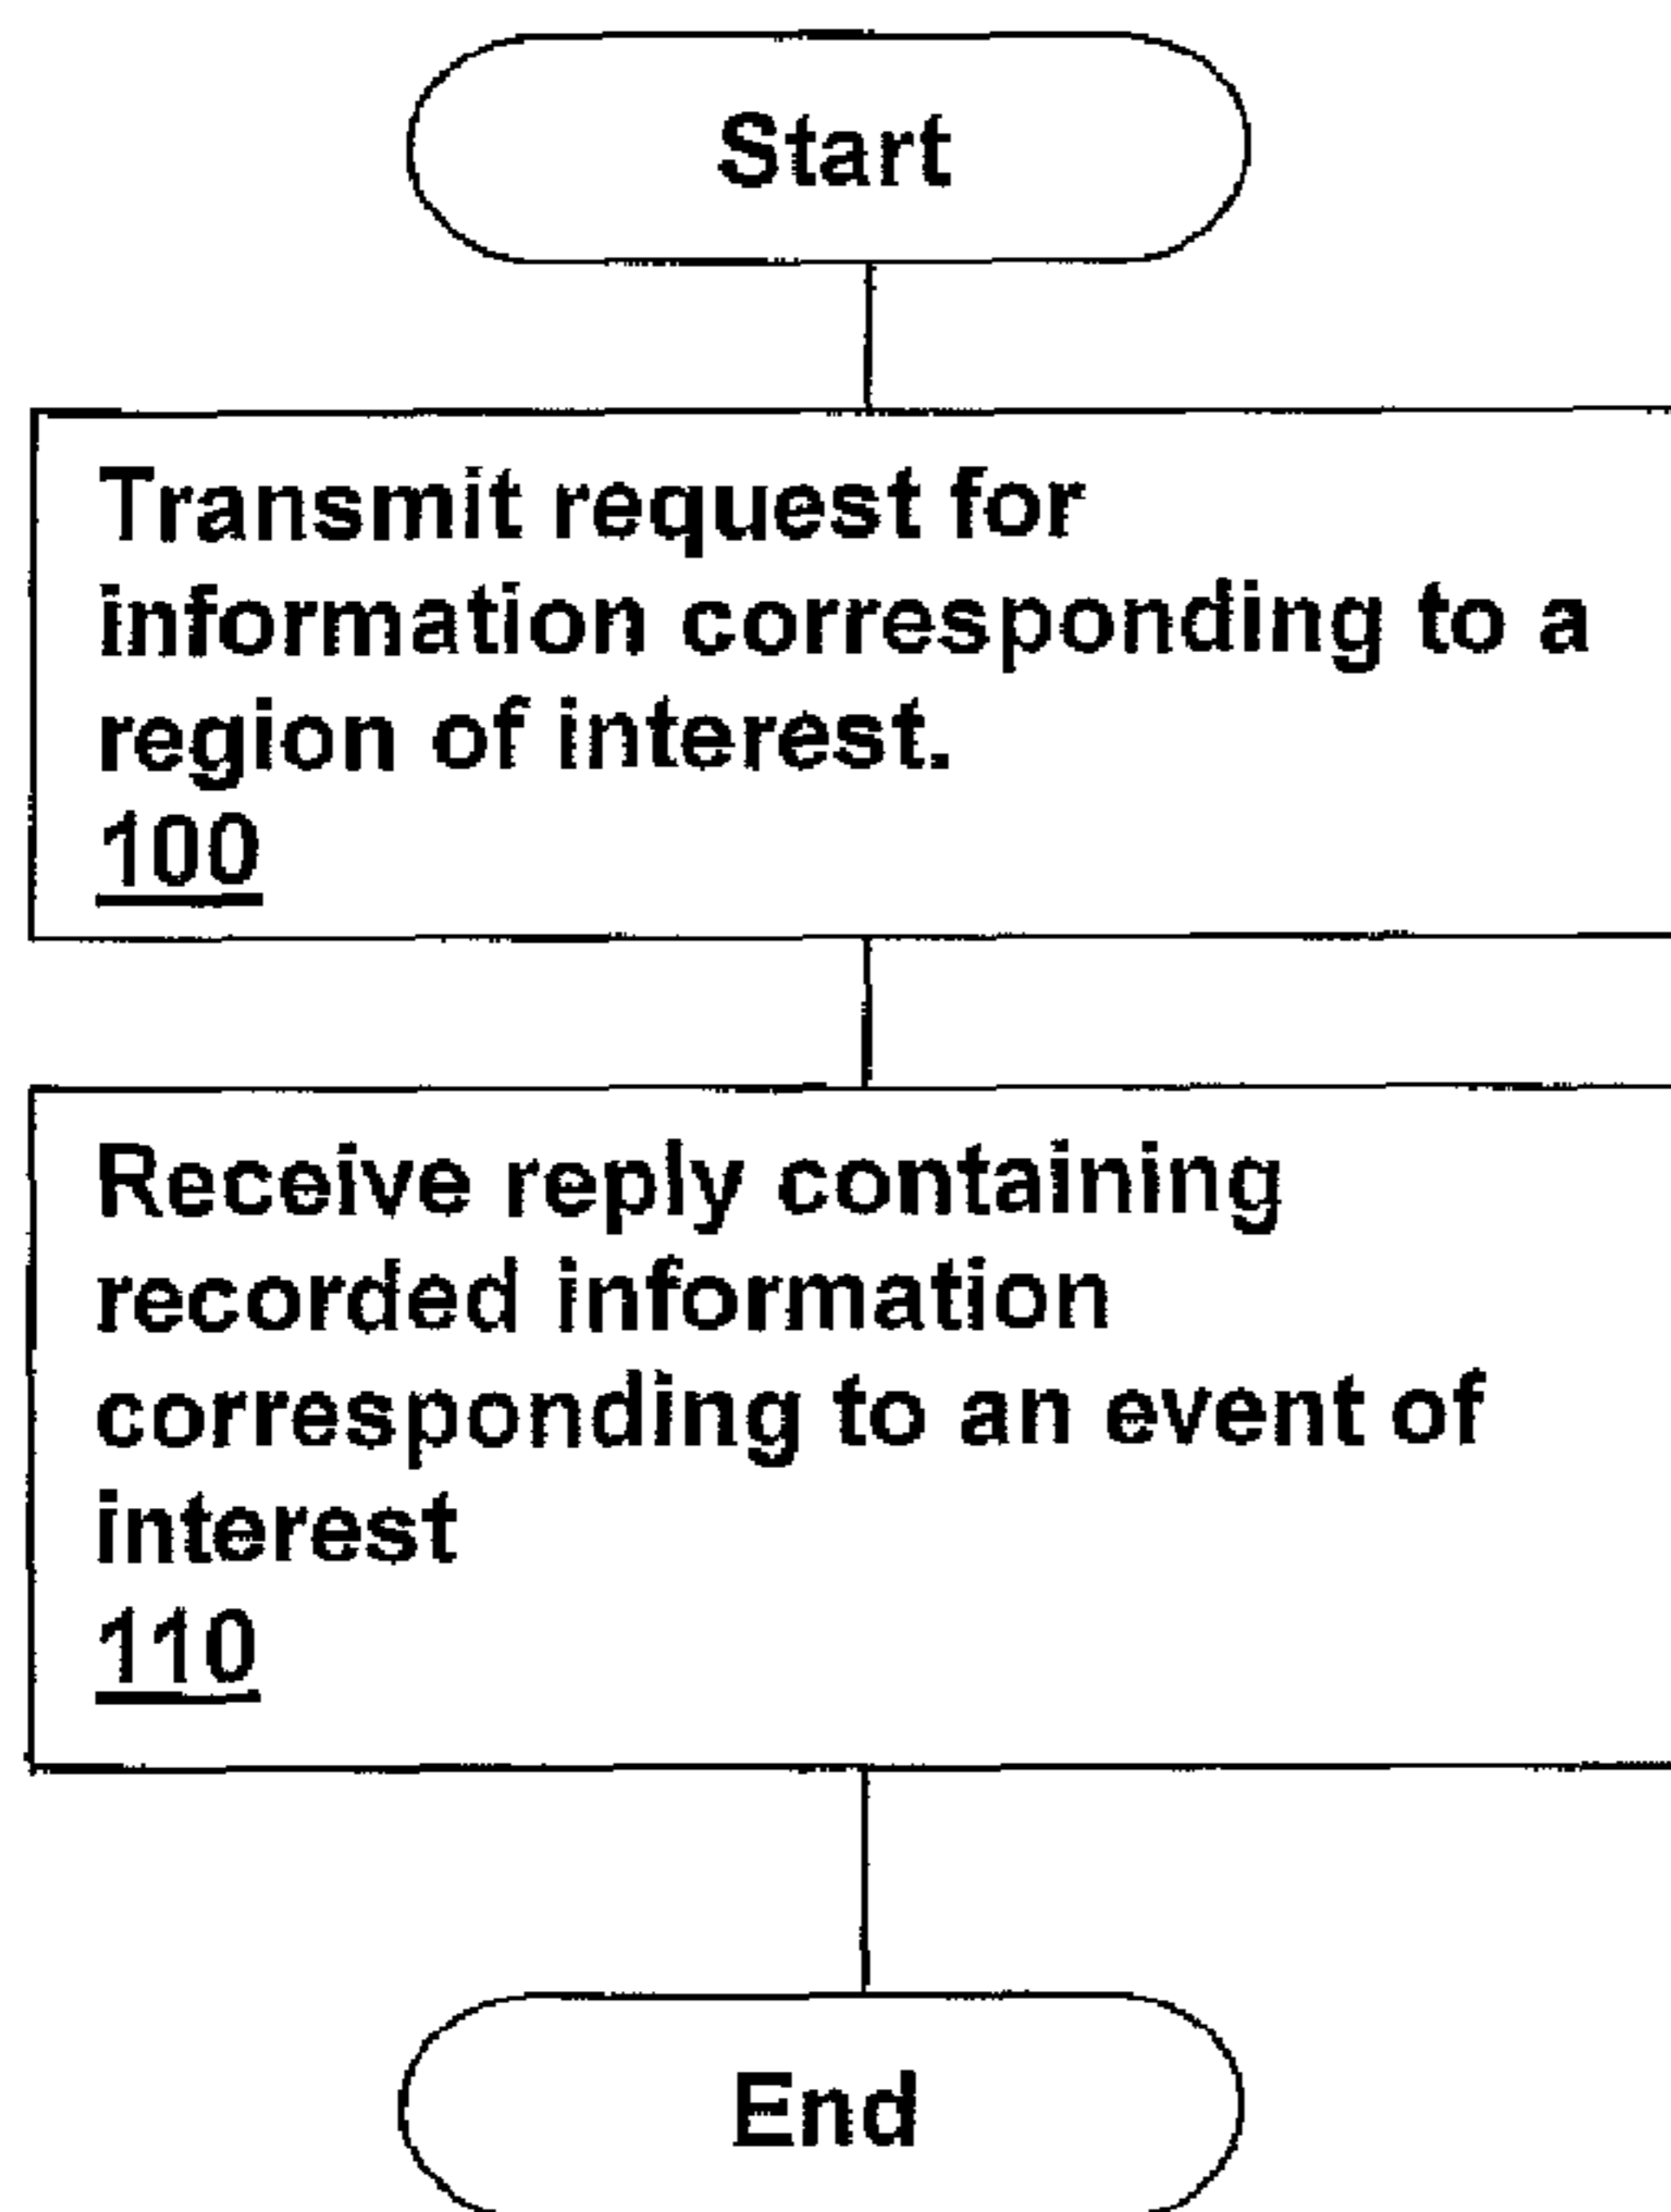 Start
Transmit request for
information corresponding to a
region of interest.
100
Receive reply containing
recorded information
corresponding to an event of
interest
110
End